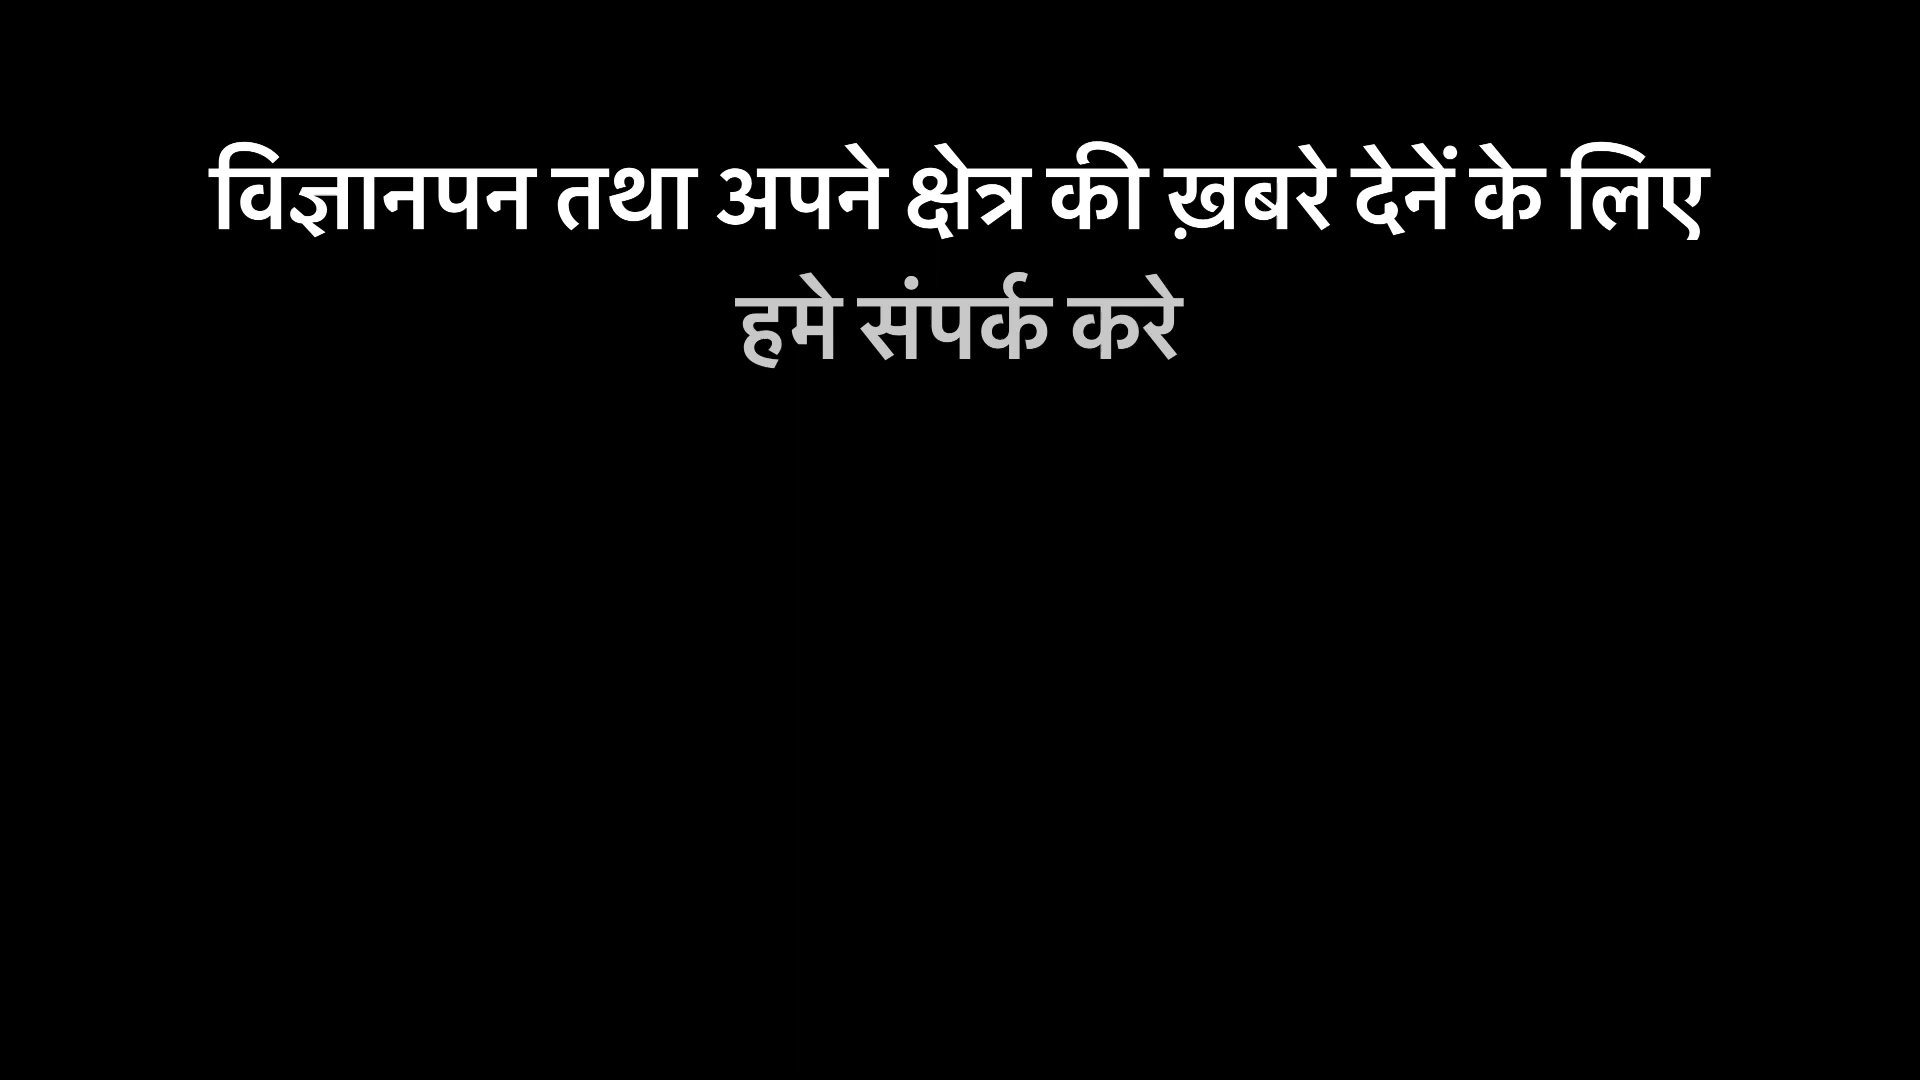 विज्ञानपन तथा अपने क्षेत्र की ख़बरे देनें के लिए
हमे संपर्क करे